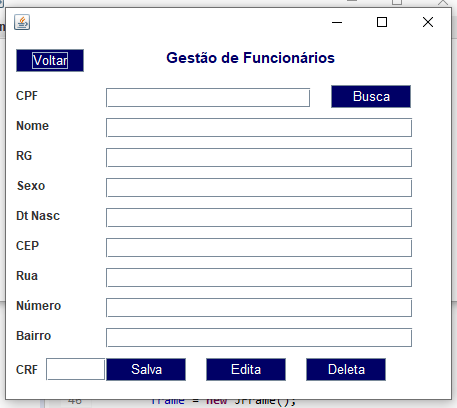 Voltar Gestão de Funcionários
CPF Busca
Nome
RG
Sexo
Dt Nasc
CEP
Rua
Número
Bairro
CRF Salva Edita Deleta
frame = new JFrame();